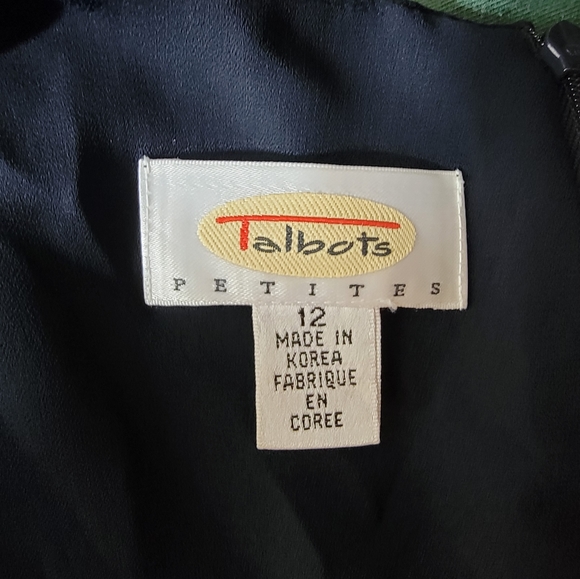 Talbots
PETITES
12
MADE IN
KOREA
FABRIQUE
EN
COREE